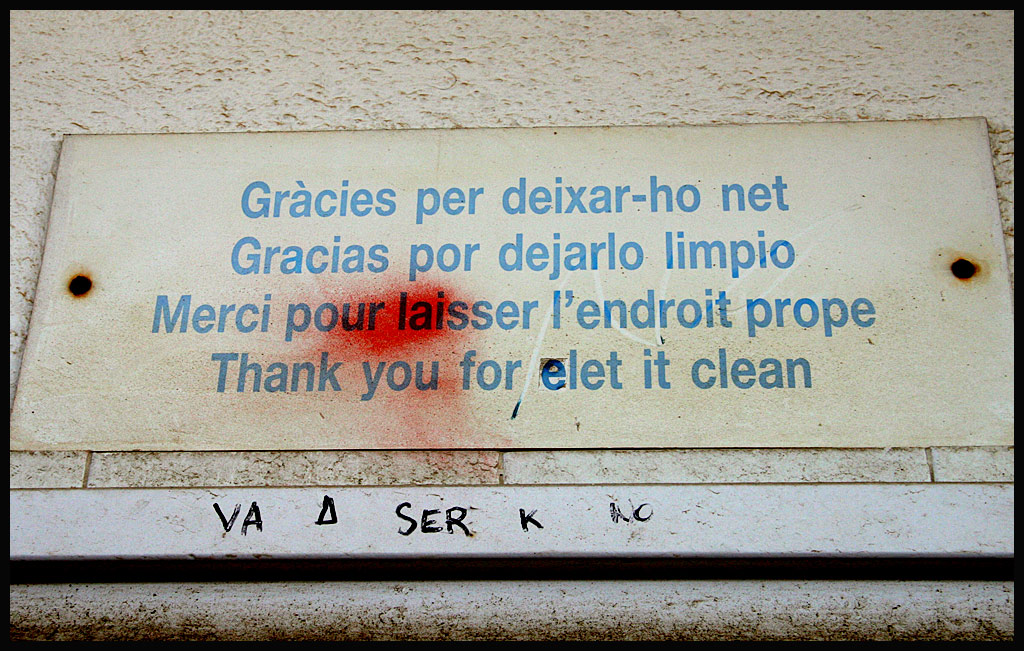 Gràcies per deixar-ho net
Gracias por dejarlo limpio
Merci pour laisser l'endroit prope
Thank you for elet it clean
VA A SER K NO